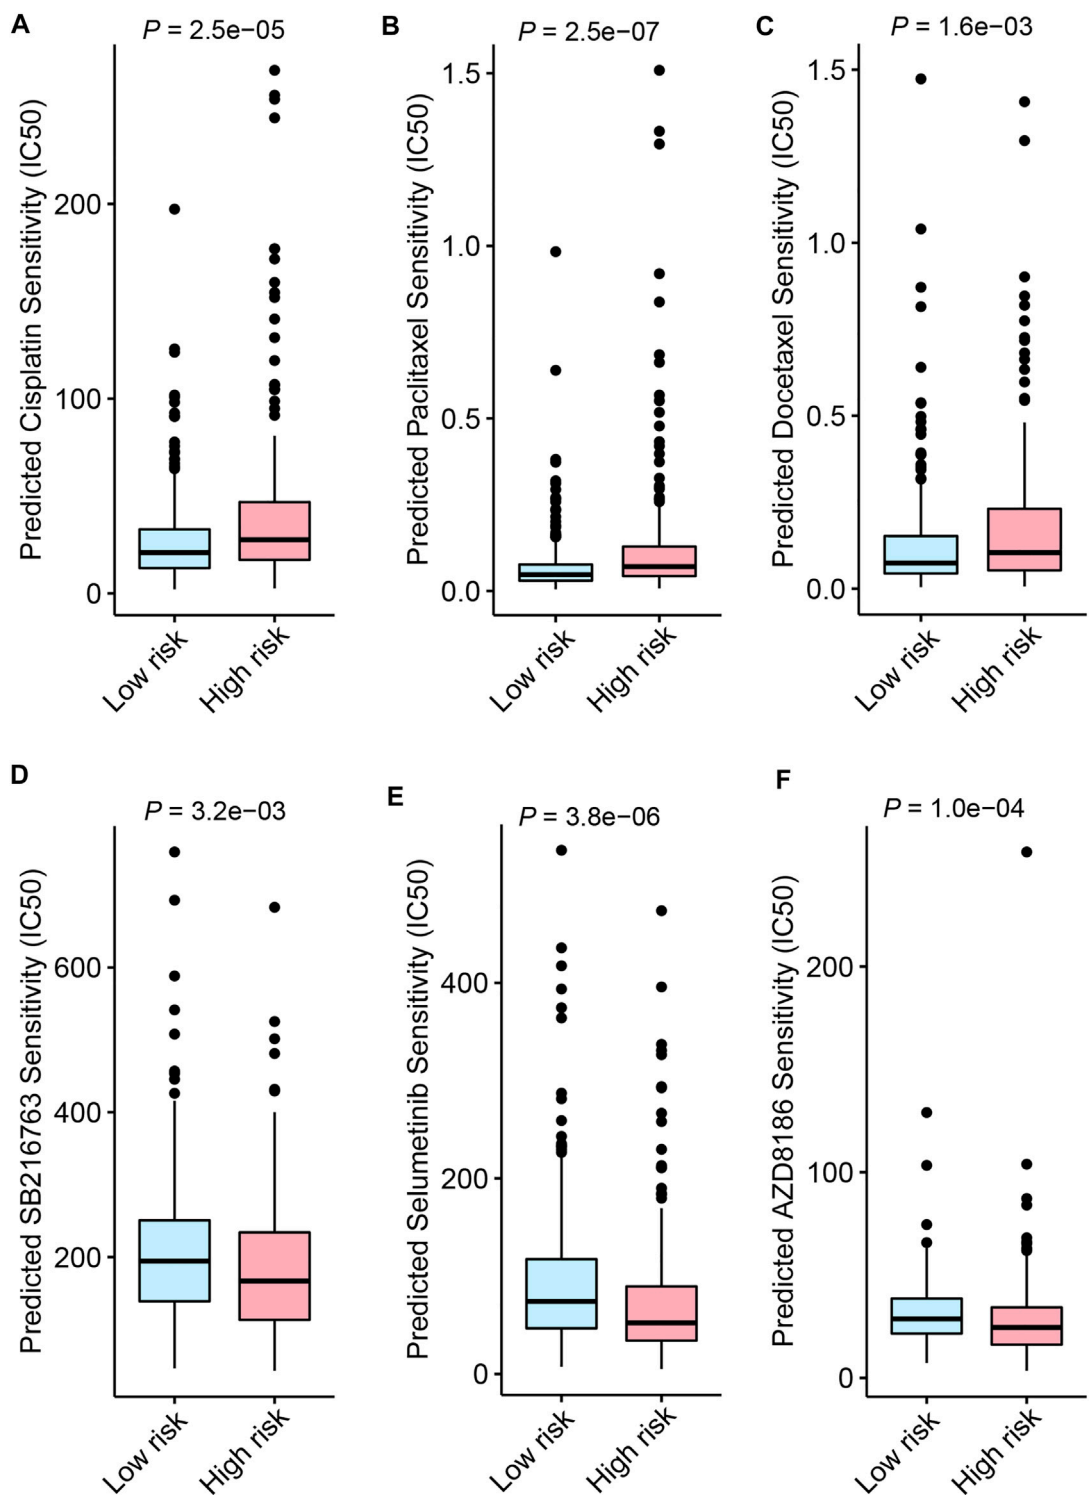 A
P = 2.5e−05
Predicted Cisplatin Sensitivity (IC50)
200
100
0
Low risk
High risk
B
P = 2.5e−07
Predicted Paclitaxel Sensitivity (IC50)
1.5
1.0
0.5
0.0
Low risk
High risk
C
P = 1.6e−03
Predicted Docetaxel Sensitivity (IC50)
1.5
1.0
0.5
0.0
Low risk
High risk
D
P = 3.2e−03
Predicted SB216763 Sensitivity (IC50)
600
400
200
Low risk
High risk
E
P = 3.8e−06
Predicted Selumetinib Sensitivity (IC50)
400
200
0
Low risk
High risk
F
P = 1.0e−04
Predicted AZD8186 Sensitivity (IC50)
200
100
0
Low risk
High risk